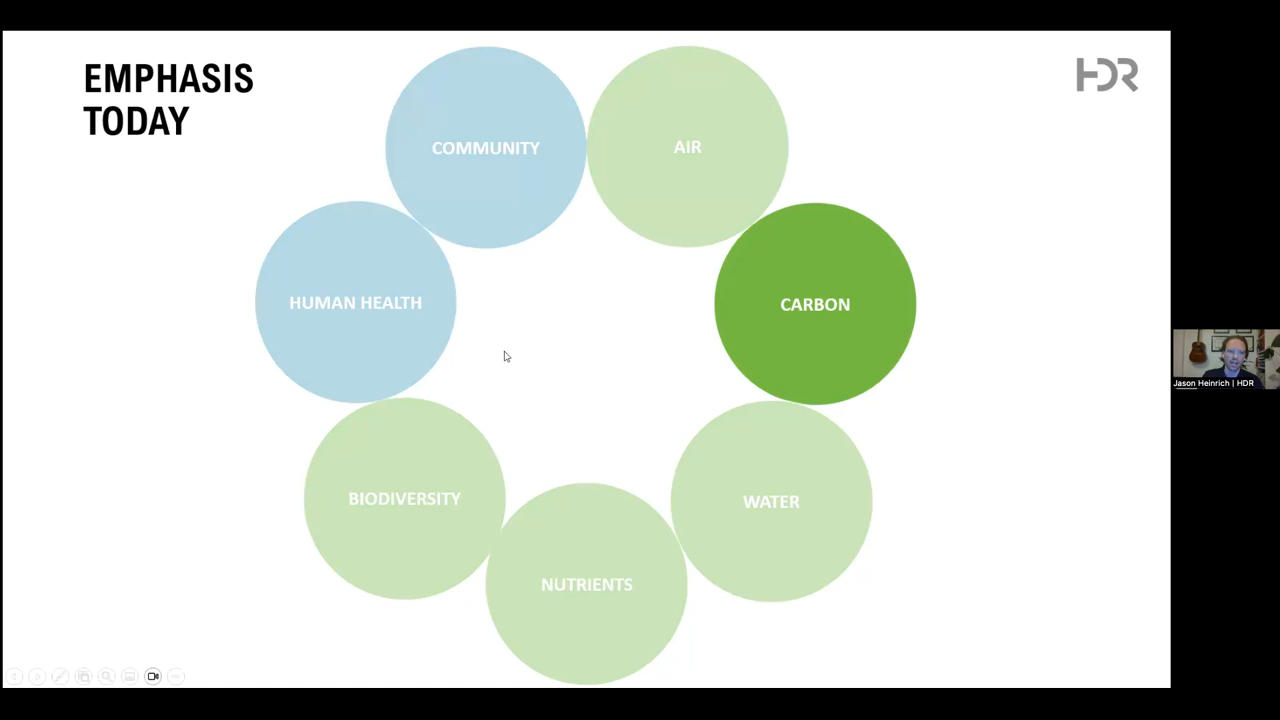 EMPHASIS
TODAY
HDR
COMMUNITY
AIR
HUMAN HEALTH
CARBON
BIODIVERSITY
WATER
NUTRIENTS
Jason Heinrich | HDR